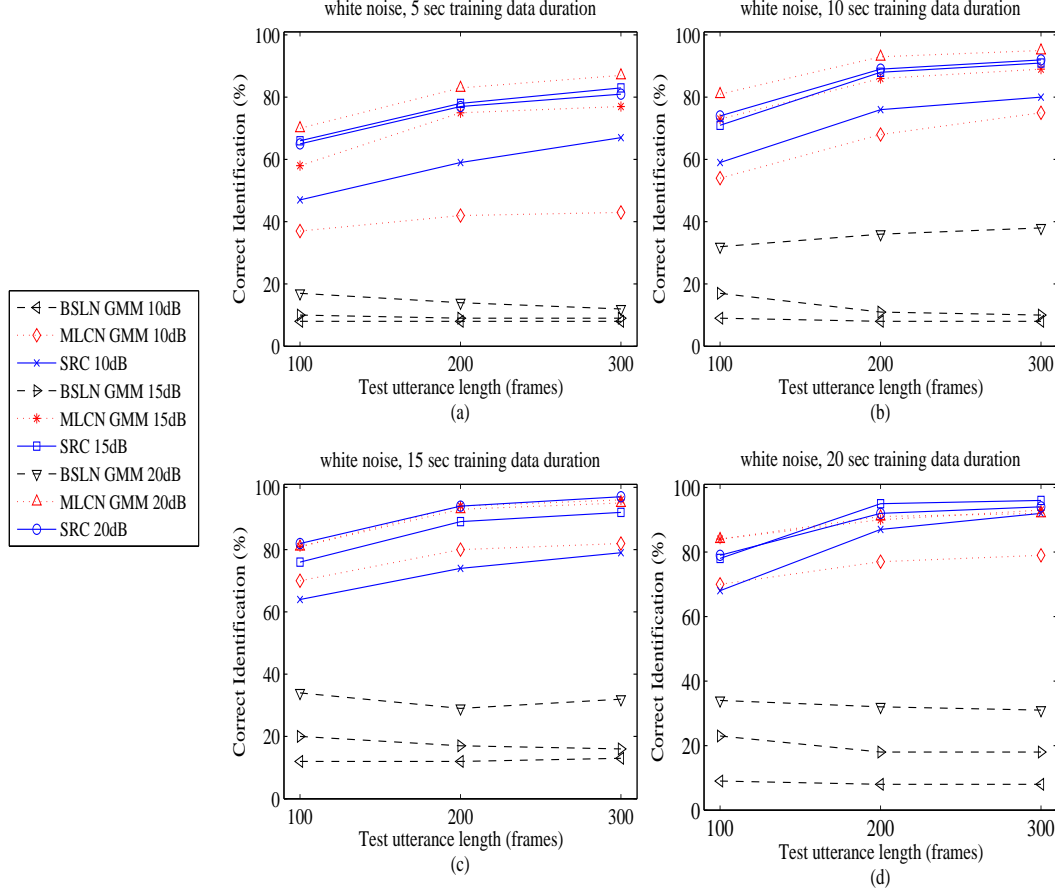 white noise, 5 sec training data duration
100
80
60
40
20
0
Correct Identification (%)
100
200
300
Test utterance length (frames)
(a)
white noise, 10 sec training data duration
100
80
60
40
20
0
Correct Identification (%)
100
200
300
Test utterance length (frames)
(b)
BSLN GMM 10dB
MLCN GMM 10dB
SRC 10dB
BSLN GMM 15dB
MLCN GMM 15dB
SRC 15dB
BSLN GMM 20dB
MLCN GMM 20dB
SRC 20dB
white noise, 15 sec training data duration
100
80
60
40
20
0
Correct Identification (%)
100
200
300
Test utterance length (frames)
(c)
white noise, 20 sec training data duration
100
80
60
40
20
0
Correct Identification (%)
100
200
300
Test utterance length (frames)
(d)